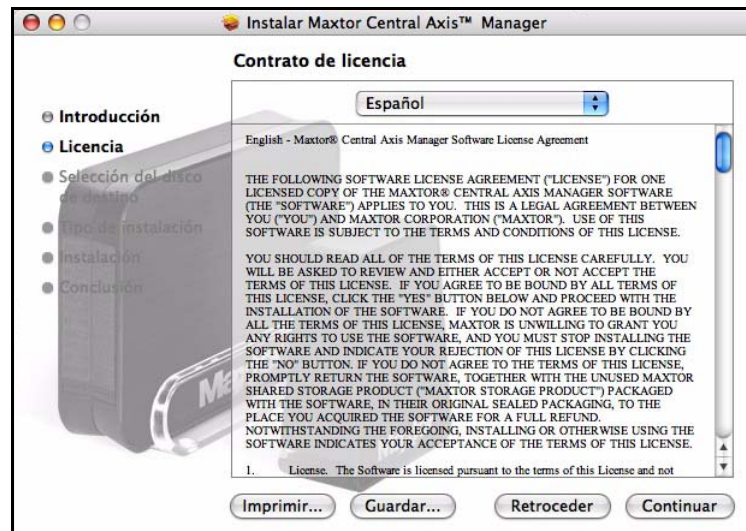 Instalar Maxtor Central Axis™ Manager
Contrato de licencia
Introducción
Licencia
Selección del disco
de destino
Tipo de instalación
Instalación
Conclusión
Español
English - Maxtor® Central Axis Manager Software License Agreement
THE FOLLOWING SOFTWARE LICENSE AGREEMENT ("LICENSE") FOR ONE
LICENSED COPY OF THE MAXTOR® CENTRAL AXIS MANAGER SOFTWARE
(THE "SOFTWARE") APPLIES TO YOU. THIS IS A LEGAL AGREEMENT BETWEEN
YOU ("YOU") AND MAXTOR CORPORATION ("MAXTOR"). USE OF THIS
SOFTWARE IS SUBJECT TO THE TERMS AND CONDITIONS OF THIS LICENSE.
YOU SHOULD READ ALL OF THE TERMS OF THIS LICENSE CAREFULLY. YOU
WILL BE ASKED TO REVIEW AND EITHER ACCEPT OR NOT ACCEPT THE
TERMS OF THIS LICENSE. IF YOU AGREE TO BE BOUND BY ALL TERMS OF
THIS LICENSE, CLICK THE "YES" BUTTON BELOW AND PROCEED WITH THE
INSTALLATION OF THE SOFTWARE. IF YOU DO NOT AGREE TO BE BOUND BY
ALL THE TERMS OF THIS LICENSE, MAXTOR IS UNWILLING TO GRANT YOU
ANY RIGHTS TO USE THE SOFTWARE, AND YOU MUST STOP INSTALLING THE
SOFTWARE AND INDICATE YOUR REJECTION OF THIS LICENSE BY CLICKING
THE "NO" BUTTON. IF YOU DO NOT AGREE TO THE TERMS OF THIS LICENSE,
PROMPTLY RETURN THE SOFTWARE, TOGETHER WITH THE UNUSED MAXTOR
SHARED STORAGE PRODUCT ("MAXTOR STORAGE PRODUCT") PACKAGED
WITH THE SOFTWARE, IN THEIR ORIGINAL SEALED PACKAGING, TO THE
PLACE YOU ACQUIRED THE SOFTWARE FOR A FULL REFUND.
NOTWITHSTANDING THE FOREGOING, INSTALLING OR OTHERWISE USING THE
SOFTWARE INDICATES YOUR ACCEPTANCE OF THE TERMS OF THIS LICENSE.
1. License. The Software is licensed pursuant to the terms of this License and not
Imprimir... Guardar... Retroceder Continuar